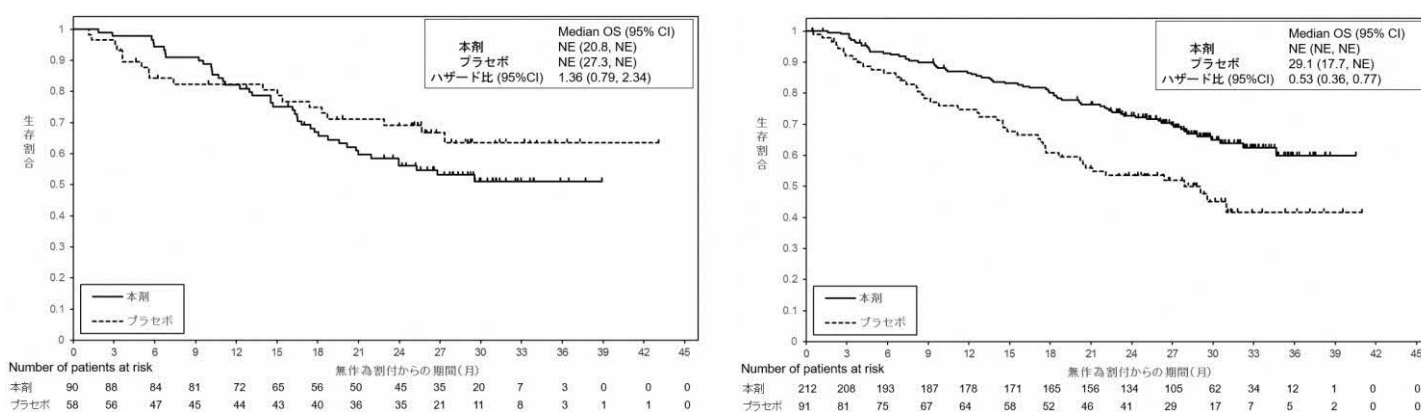 Median OS (95% CI)
本剤 NE (20.8, NE)
プラセボ NE (27.3, NE)
ハザード比 (95%CI) 1.36 (0.79, 2.34)
1
0.9
0.8
0.7
0.6
0.5
0.4
0.3
0.2
0.1
0
生存割合
本剤
プラセボ
0 3 6 9 12 15 18 21 24 27 30 33 36 39 42 45
Number of patients at risk
無作為割付からの期間(月)
本剤 90 88 84 81 72 65 56 50 45 35 20 7 3 0 0 0
プラセボ 58 56 47 45 44 43 40 36 35 21 11 8 3 1 1 0
Median OS (95% CI)
本剤 NE (NE, NE)
プラセボ 29.1 (17.7, NE)
ハザード比 (95%CI) 0.53 (0.36, 0.77)
1
0.9
0.8
0.7
0.6
0.5
0.4
0.3
0.2
0.1
0
生存割合
本剤
プラセボ
0 3 6 9 12 15 18 21 24 27 30 33 36 39 42 45
Number of patients at risk
無作為割付からの期間(月)
本剤 212 208 193 187 178 171 165 156 134 105 62 34 12 1 0 0
プラセボ 91 81 75 67 64 58 52 46 41 29 17 7 5 2 0 0